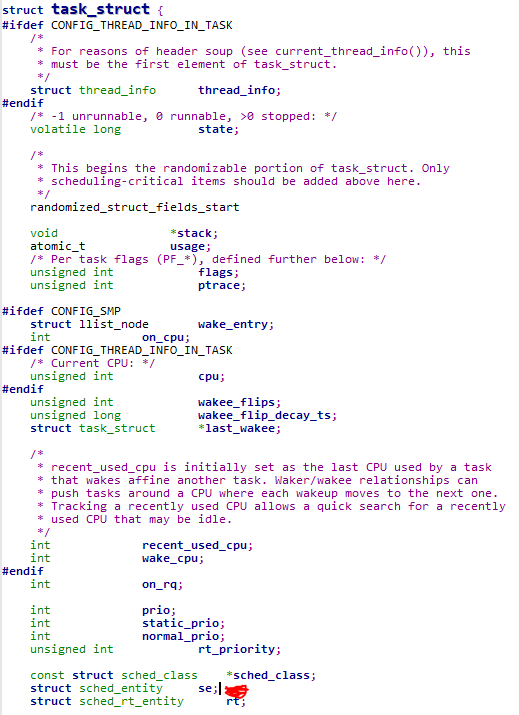 struct task_struct {
#ifdef CONFIG_THREAD_INFO_IN_TASK
/*
* For reasons of header soup (see current_thread_info()), this
* must be the first element of task_struct.
*/
struct thread_info thread_info;
#endif
/* -1 unrunnable, 0 runnable, >0 stopped: */
volatile long state;
/*
* This begins the randomizable portion of task_struct. Only
* scheduling-critical items should be added above here.
*/
randomized_struct_fields_start
void *stack;
atomic_t usage;
/* Per task flags (PF_*), defined further below: */
unsigned int flags;
unsigned int ptrace;
#ifdef CONFIG_SMP
struct llist_node wake_entry;
int on_cpu;
#ifdef CONFIG_THREAD_INFO_IN_TASK
/* Current CPU: */
unsigned int cpu;
#endif
unsigned int wakee_flips;
unsigned long wakee_flip_decay_ts;
struct task_struct *last_wakee;
/*
* recent_used_cpu is initially set as the last CPU used by a task
* that wakes affine another task. Waker/wakee relationships can
* push tasks around a CPU where each wakeup moves to the next one.
* Tracking a recently used CPU allows a quick search for a recently
* used CPU that may be idle.
*/
int recent_used_cpu;
int wake_cpu;
#endif
int on_rq;
int prio;
int static_prio;
int normal_prio;
unsigned int rt_priority;
const struct sched_class *sched_class;
struct sched_entity se;
struct sched_rt_entity rt;